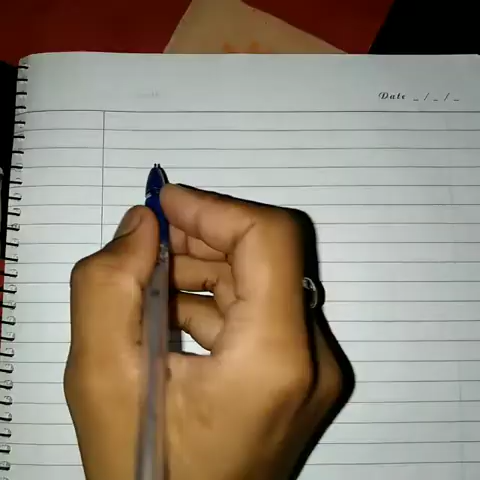 Date _ / _ / _